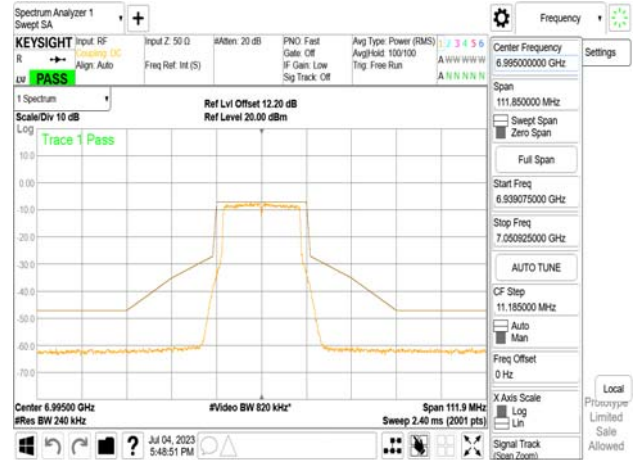 Spectrum Analyzer 1
Swept SA
Frequency
KEYSIGHT
Input: RF
Coupling: DC
Align: Auto
Input Z: 50 Ω
Freq Ref: Int (S)
#Atten: 20 dB
PNO: Fast
Gate: Off
IF Gain: Low
Sig Track: Off
Avg Type: Power (RMS)
Avg|Hold: 100/100
Trig: Free Run
1 2 3 4 5 6
A W W W W W
A N N N N N
R
LV
PASS
1 Spectrum
Scale/Div 10 dB
Ref Lvl Offset 12.20 dB
Ref Level 20.00 dBm
Log
Trace 1 Pass
10.0
0.00
-10.0
-20.0
-30.0
-40.0
-50.0
-60.0
-70.0
Center 6.99500 GHz
#Video BW 820 kHz*
Span 111.9 MHz
#Res BW 240 kHz
Sweep 2.40 ms (2001 pts)
Jul 04, 2023
5:48:51 PM
Center Frequency
6.995000000 GHz
Settings
Span
111.850000 MHz
Swept Span
Zero Span
Full Span
Start Freq
6.939075000 GHz
Stop Freq
7.050925000 GHz
AUTO TUNE
CF Step
11.185000 MHz
Auto
Man
Freq Offset
0 Hz
X Axis Scale
Log
Lin
Signal Track
(Span Zoom)
Local
Prototype
Limited
Sale
Allowed